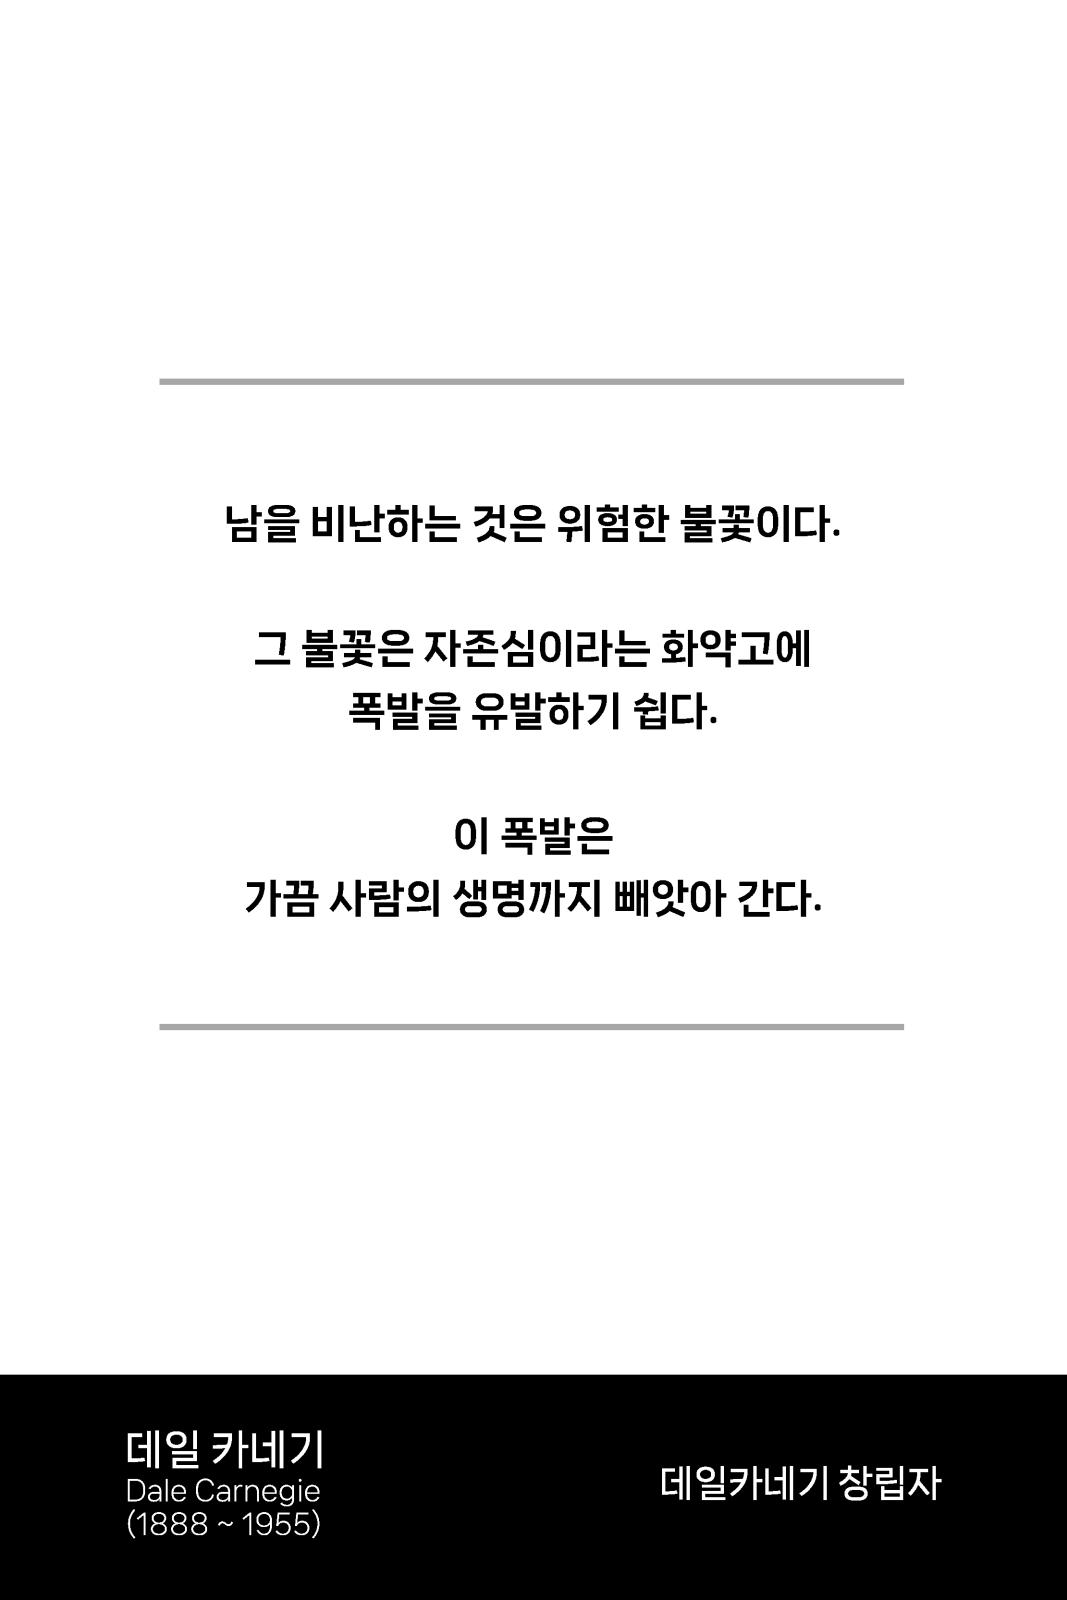 남을 비난하는 것은 위험한 불꽃이다.
그 불꽃은 자존심이라는 화약고에
폭발을 유발하기 쉽다.
이 폭발은
가끔 사람의 생명까지 빼앗아 간다.
데일 카네기
Dale Carnegie
(1888 ~ 1955)
데일카네기 창립자